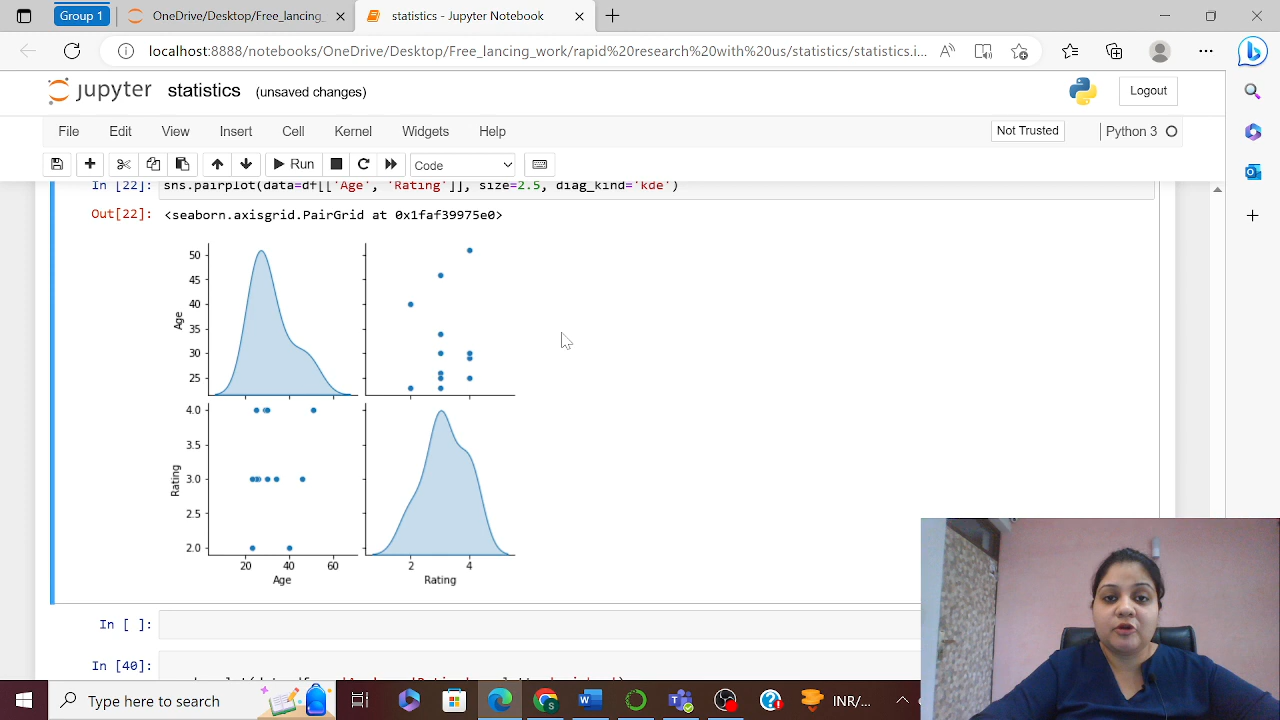 Group 1
OneDrive/Desktop/Free_lancing_
statistics - Jupyter Notebook
localhost:8888/notebooks/OneDrive/Desktop/Free_lancing_work/rapid%20research%20with%20us/statistics/statistics.i...
jupyter statistics (unsaved changes)
Logout
File Edit View Insert Cell Kernel Widgets Help
Not Trusted
Python 3
Run
Code
In [22]: sns.pairplot(data=df[['Age', 'Rating']], size=2.5, diag_kind='kde')
Out[22]: <seaborn.axisgrid.PairGrid at 0x1faf39975e0>
50
45
40
35
30
25
Age
4.0
3.5
3.0
2.5
2.0
Rating
20 40 60
Age
2 4
Rating
In [ ]:
In [40]:
Type here to search
INR/...